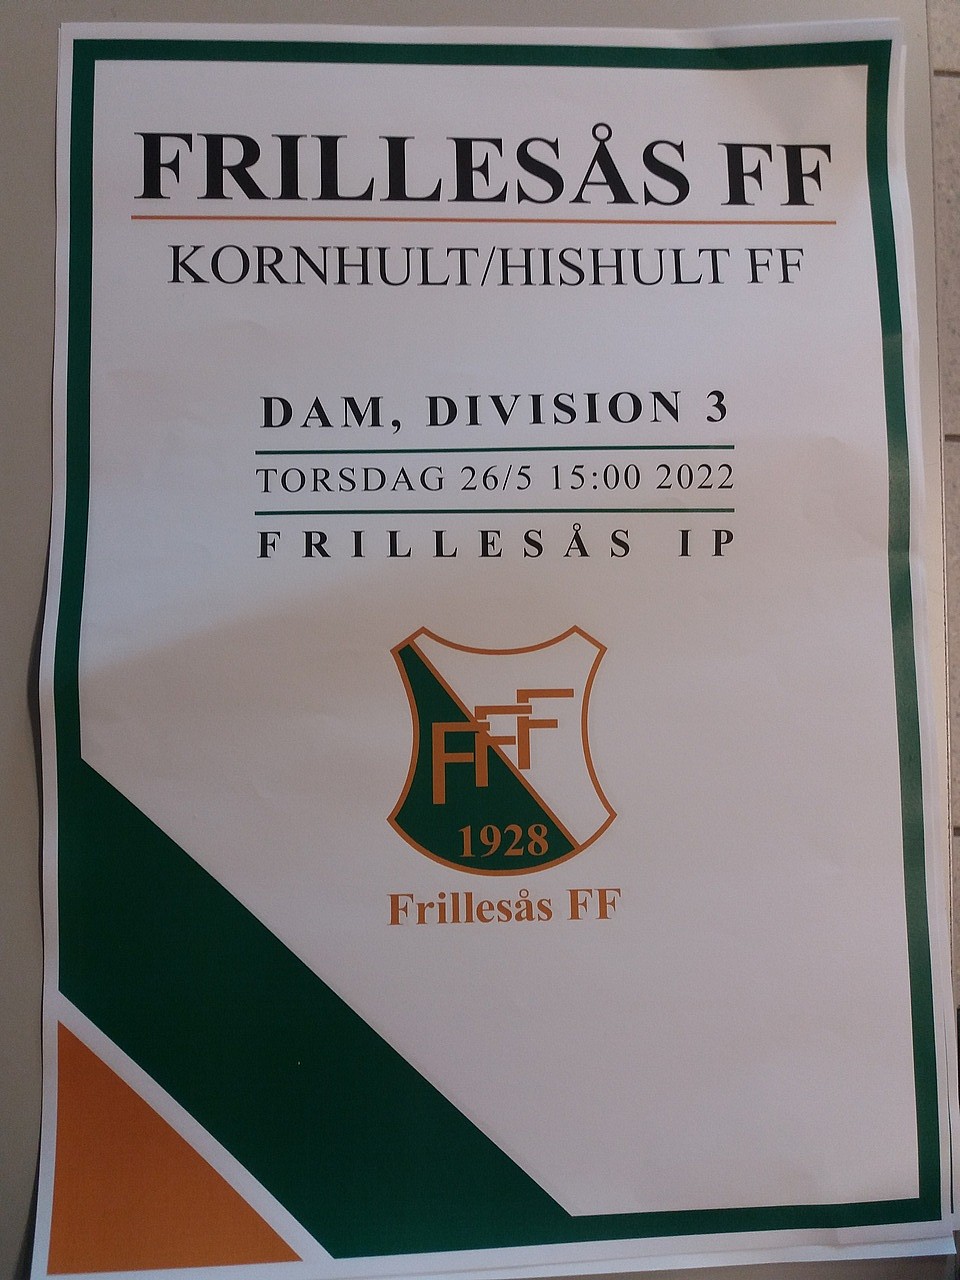 FRILLESÅS FF
KORNHULT/HISHULT FF
DAM, DIVISION 3
TORSDAG 26/5 15:00 2022
FRILLESÅS IP
FFF
1928
Frillesås FF